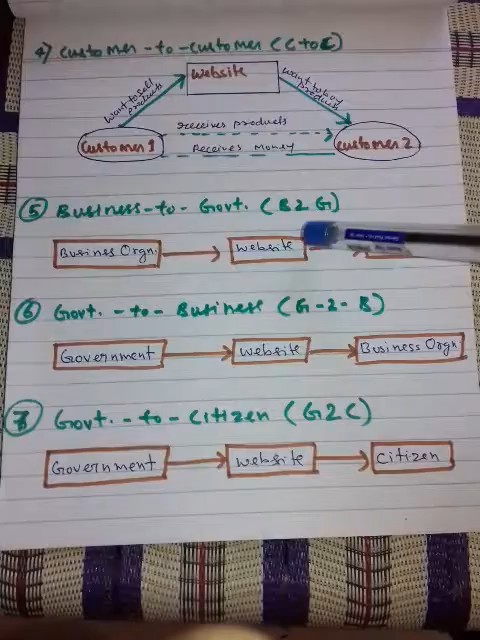 4) Customer-to-Customer (C to C)
Website
Want to sell products
Want to buy products
Receives products
Customer 1
Customer 2
Receives Money
5 Business-to-Govt. (B2G)
Busines Orgn.
Website
6 Govt.-to-Business (G-2-B)
Government
Website
Business Orgn
7 Govt.-to-Citizen (G2C)
Government
Website
Citizen